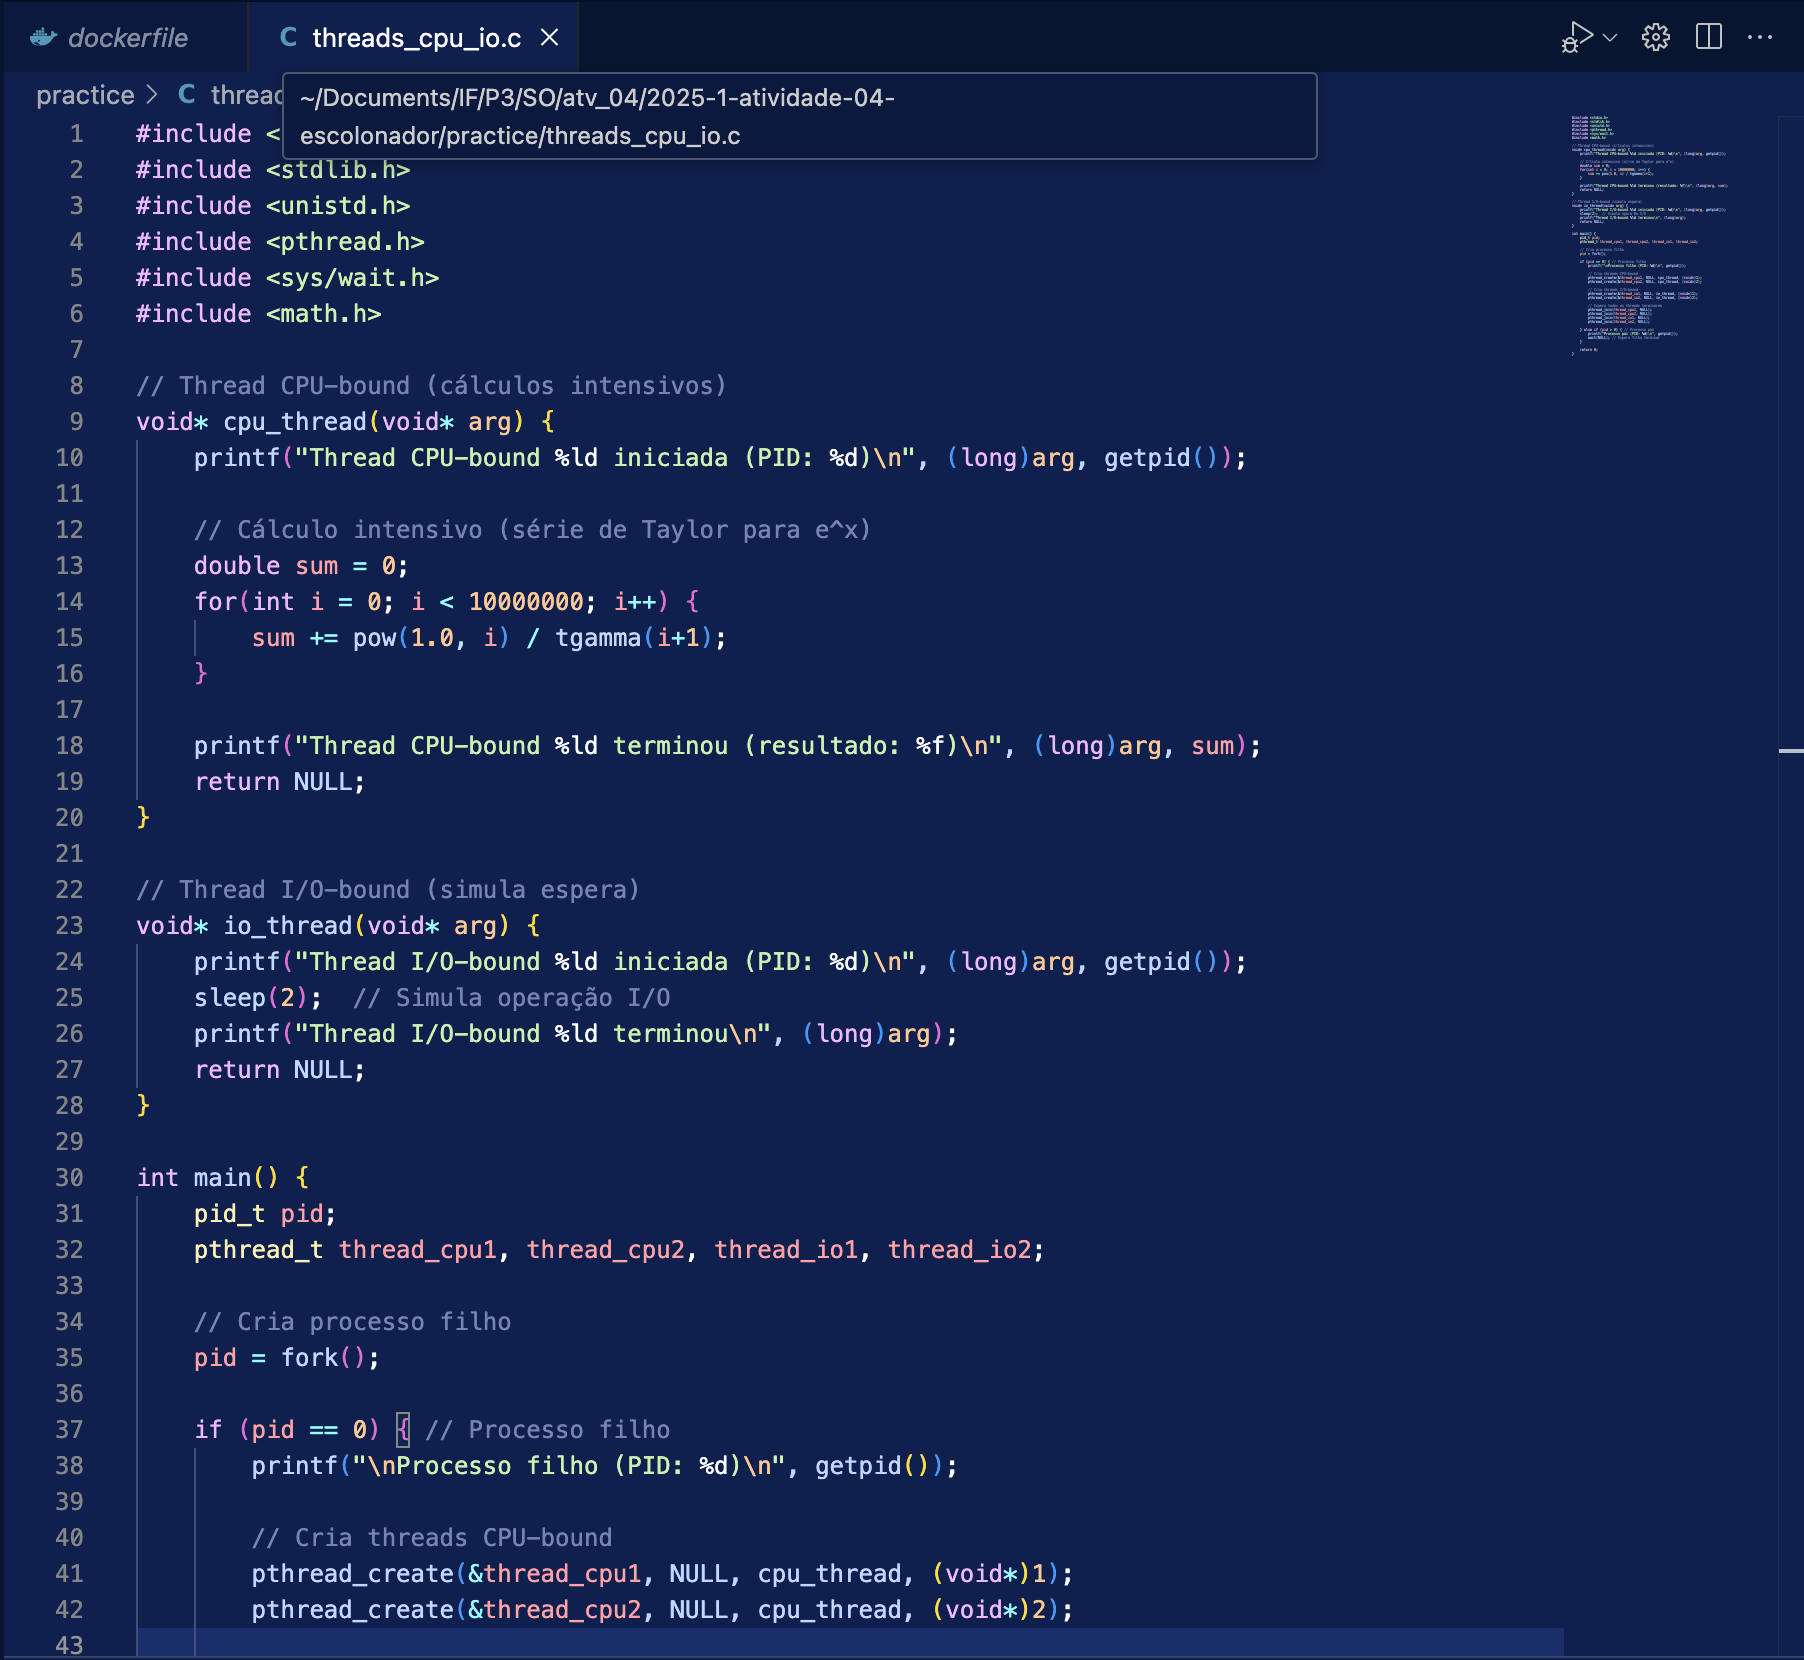 dockerfile
C threads_cpu_io.c
practice > C threac
~/Documents/IF/P3/SO/atv_04/2025-1-atividade-04-
escolonador/practice/threads_cpu_io.c
1 #include <
2 #include <stdlib.h>
3 #include <unistd.h>
4 #include <pthread.h>
5 #include <sys/wait.h>
6 #include <math.h>
7
8 // Thread CPU-bound (cálculos intensivos)
9 void* cpu_thread(void* arg) {
10     printf("Thread CPU-bound %ld iniciada (PID: %d)\n", (long)arg, getpid());
11
12     // Cálculo intensivo (série de Taylor para e^x)
13     double sum = 0;
14     for(int i = 0; i < 10000000; i++) {
15         sum += pow(1.0, i) / tgamma(i+1);
16     }
17
18     printf("Thread CPU-bound %ld terminou (resultado: %f)\n", (long)arg, sum);
19     return NULL;
20 }
21
22 // Thread I/O-bound (simula espera)
23 void* io_thread(void* arg) {
24     printf("Thread I/O-bound %ld iniciada (PID: %d)\n", (long)arg, getpid());
25     sleep(2);  // Simula operação I/O
26     printf("Thread I/O-bound %ld terminou\n", (long)arg);
27     return NULL;
28 }
29
30 int main() {
31     pid_t pid;
32     pthread_t thread_cpu1, thread_cpu2, thread_io1, thread_io2;
33
34     // Cria processo filho
35     pid = fork();
36
37     if (pid == 0) { // Processo filho
38         printf("\nProcesso filho (PID: %d)\n", getpid());
39
40         // Cria threads CPU-bound
41         pthread_create(&thread_cpu1, NULL, cpu_thread, (void*)1);
42         pthread_create(&thread_cpu2, NULL, cpu_thread, (void*)2);
43